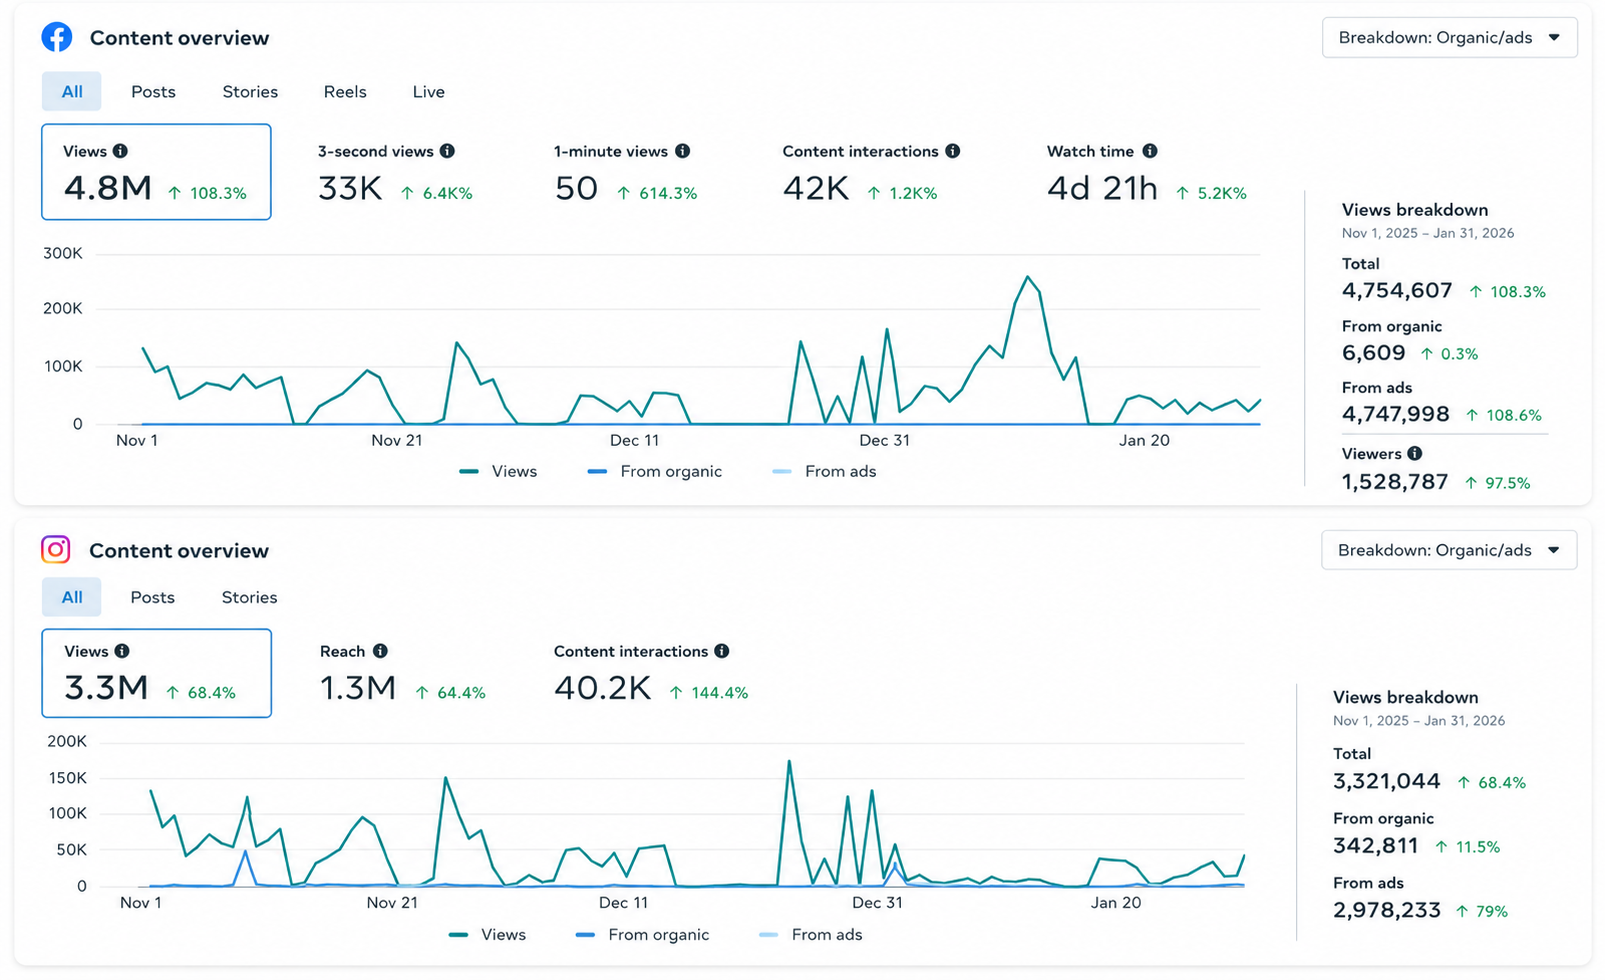 Content overview
Breakdown: Organic/ads
All Posts Stories Reels Live
Views 3-second views 1-minute views Content interactions Watch time
4.8M ↑ 108.3% 33K ↑ 6.4K% 50 ↑ 614.3% 42K ↑ 1.2K% 4d 21h ↑ 5.2K%
300K
200K
100K
0
Nov 1 Nov 21 Dec 11 Dec 31 Jan 20
Views From organic From ads
Views breakdown
Nov 1, 2025 – Jan 31, 2026
Total
4,754,607 ↑ 108.3%
From organic
6,609 ↑ 0.3%
From ads
4,747,998 ↑ 108.6%
Viewers
1,528,787 ↑ 97.5%
Content overview
Breakdown: Organic/ads
All Posts Stories
Views Reach Content interactions
3.3M ↑ 68.4% 1.3M ↑ 64.4% 40.2K ↑ 144.4%
200K
150K
100K
50K
0
Nov 1 Nov 21 Dec 11 Dec 31 Jan 20
Views From organic From ads
Views breakdown
Nov 1, 2025 – Jan 31, 2026
Total
3,321,044 ↑ 68.4%
From organic
342,811 ↑ 11.5%
From ads
2,978,233 ↑ 79%